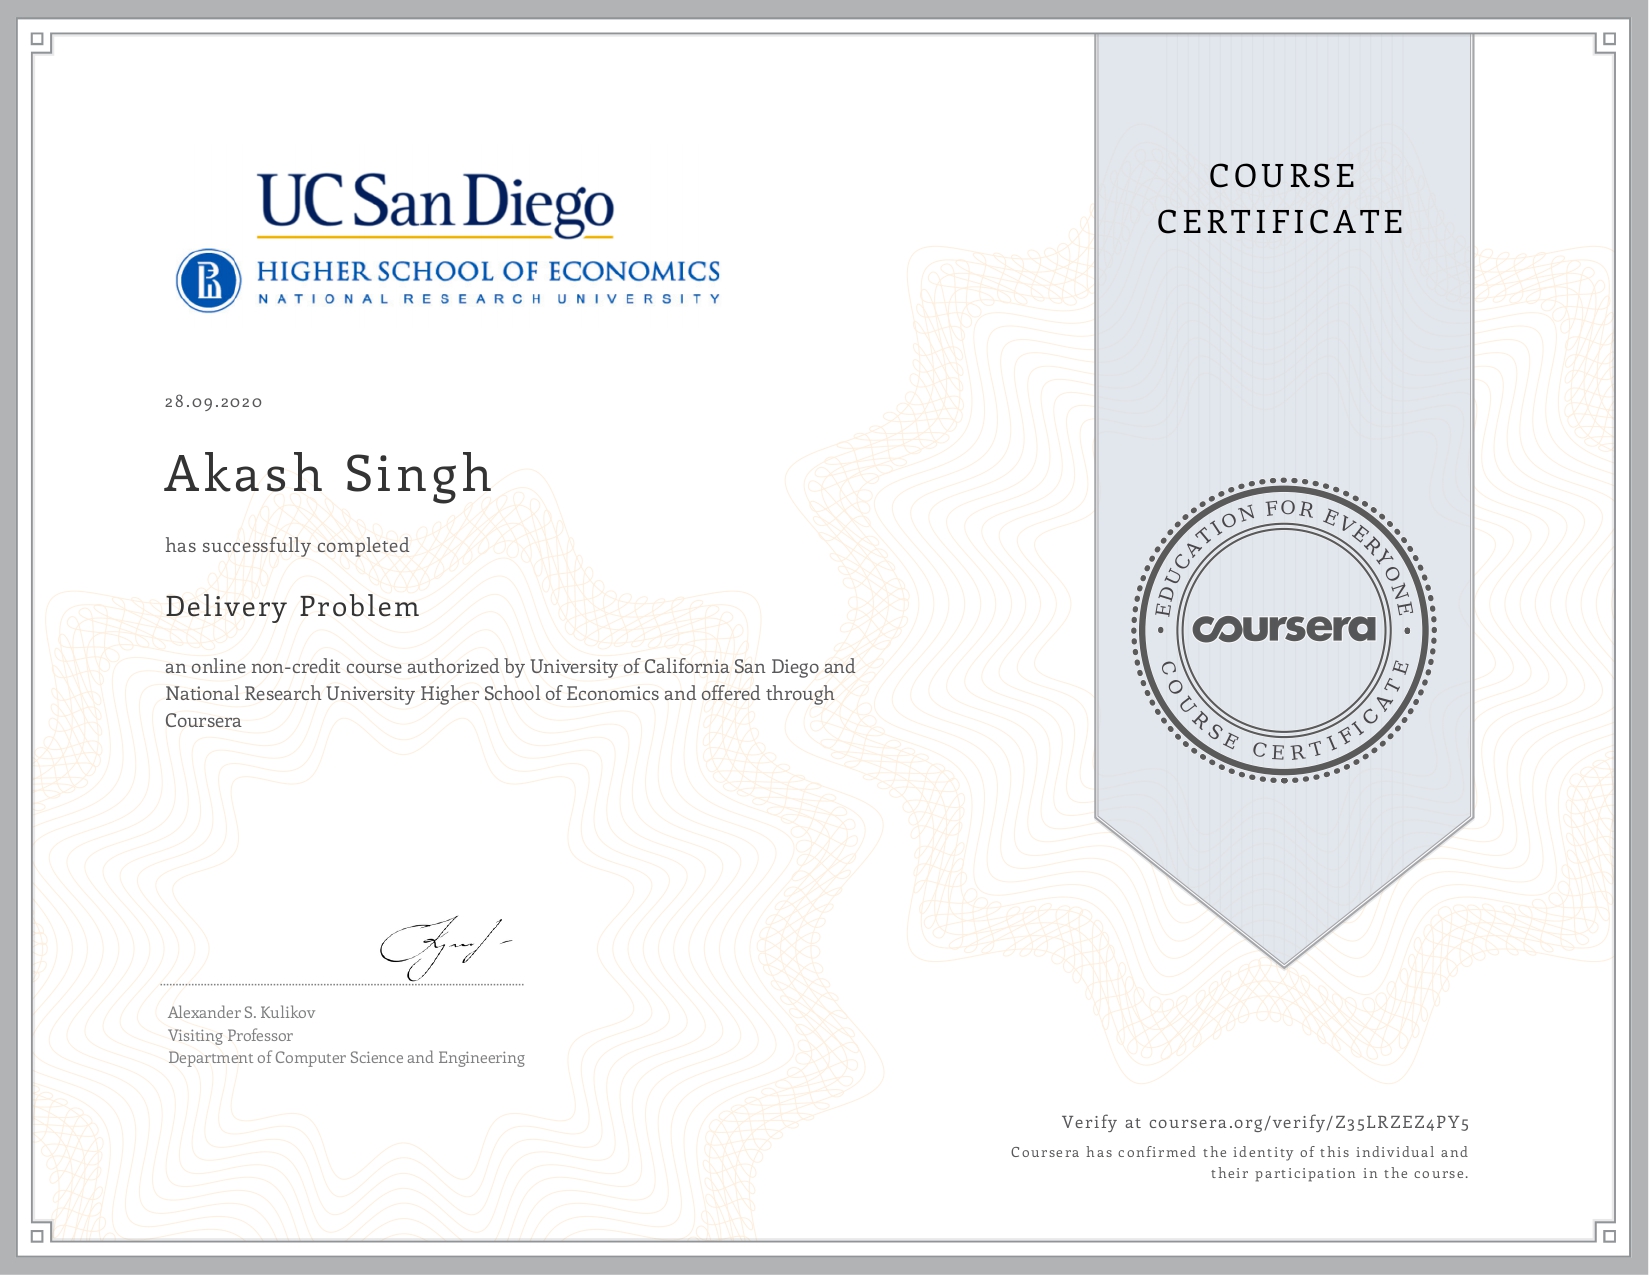 UC San Diego
HIGHER SCHOOL OF ECONOMICS
NATIONAL RESEARCH UNIVERSITY
28.09.2020
Akash Singh
has successfully completed
Delivery Problem
an online non-credit course authorized by University of California San Diego and
National Research University Higher School of Economics and offered through
Coursera
Alexander S. Kulikov
Visiting Professor
Department of Computer Science and Engineering
COURSE
CERTIFICATE
EDUCATION FOR EVERYONE
coursera
COURSE CERTIFICATE
Verify at coursera.org/verify/Z35LRZEZ4PY5
Coursera has confirmed the identity of this individual and
their participation in the course.